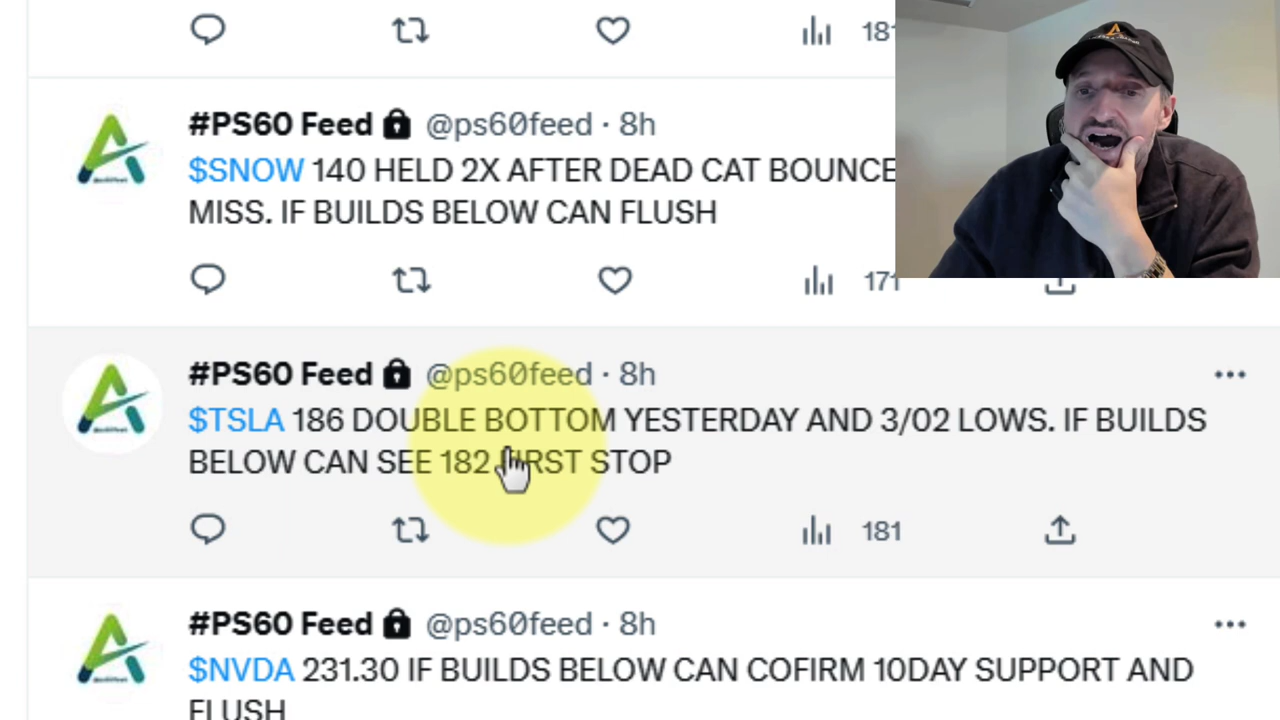 181
#PS60 Feed @ps60feed · 8h
$SNOW 140 HELD 2X AFTER DEAD CAT BOUNCE
MISS. IF BUILDS BELOW CAN FLUSH
171
#PS60 Feed @ps60feed · 8h
$TSLA 186 DOUBLE BOTTOM YESTERDAY AND 3/02 LOWS. IF BUILDS
BELOW CAN SEE 182 FIRST STOP
181
#PS60 Feed @ps60feed · 8h
$NVDA 231.30 IF BUILDS BELOW CAN COFIRM 10DAY SUPPORT AND
FLUSH